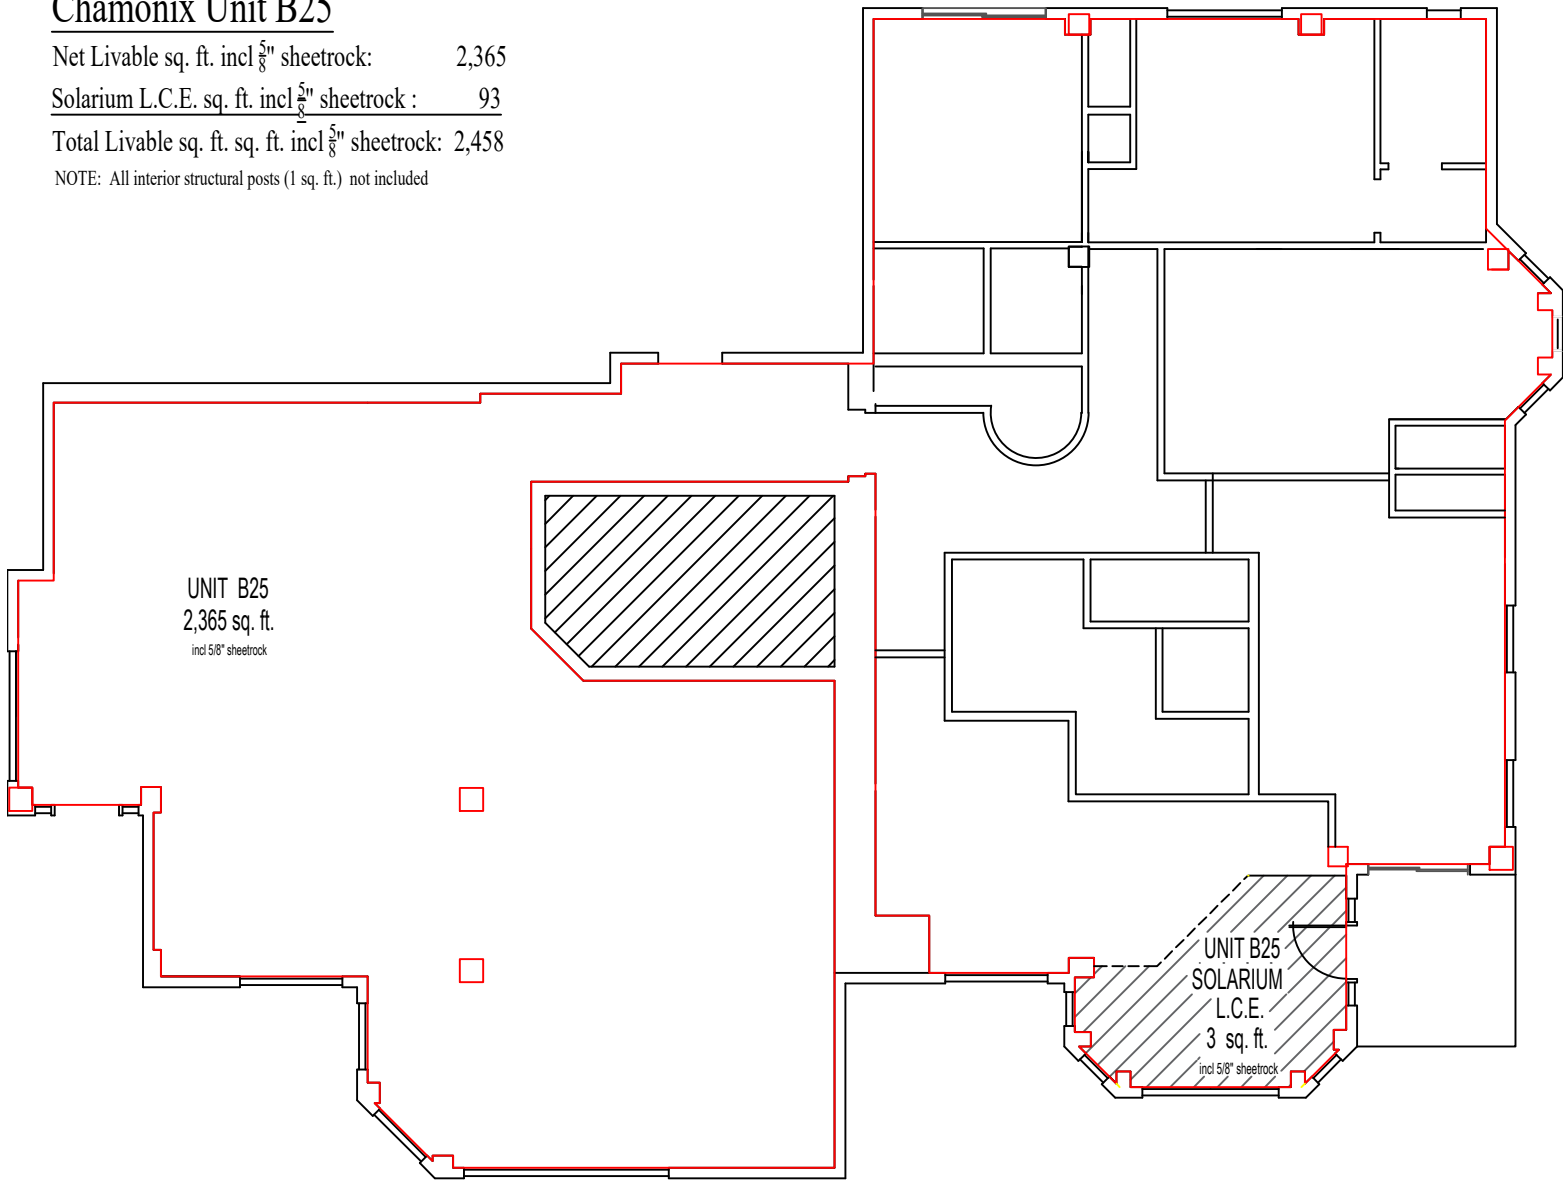 Chamonix Unit B25
Net Livable sq. ft. incl 5/8" sheetrock: 2,365
Solarium L.C.E. sq. ft. incl 5/8" sheetrock : 93
Total Livable sq. ft. sq. ft. incl 5/8" sheetrock: 2,458
NOTE: All interior structural posts (1 sq. ft.) not included
UNIT B25
2,365 sq. ft.
incl 5/8" sheetrock
UNIT B25
SOLARIUM
L.C.E.
3 sq. ft.
incl 5/8" sheetrock